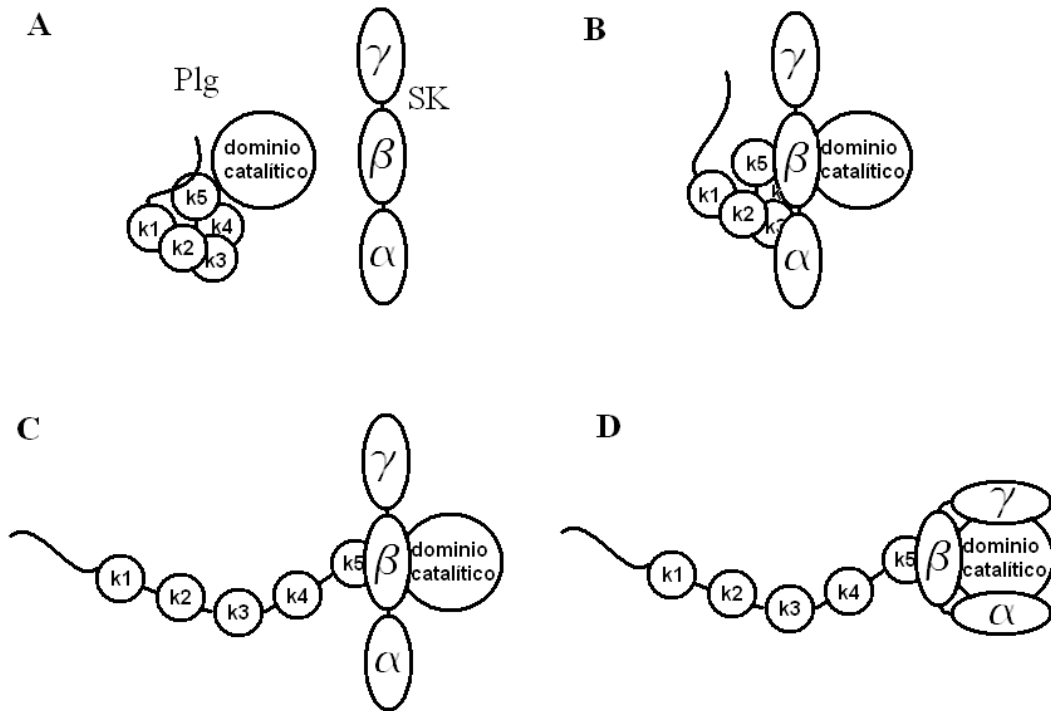 A
Plg
dominio
catalítico
k5
k1
k4
k2
k3
γ
SK
β
α
B
γ
k5
β
dominio
catalítico
k1
k
k2
k3
α
C
γ
k5
β
dominio
catalítico
k1
k2
k3
k4
α
D
γ
k5
β
dominio
catalítico
k1
k2
k3
k4
α